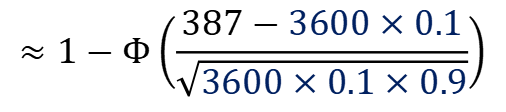 ≈ 1 − Φ ( (387 − 3600 × 0.1) / √(3600 × 0.1 × 0.9) )